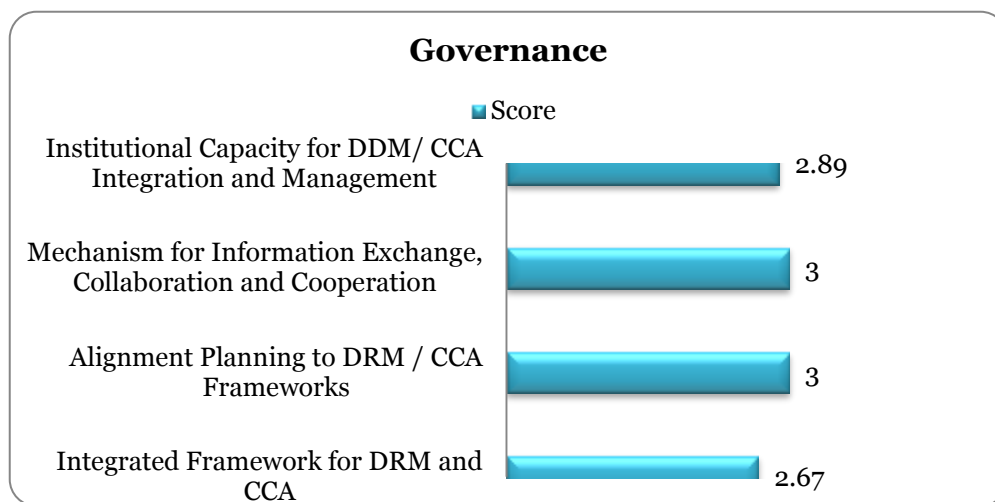 Governance
Score
Institutional Capacity for DDM/ CCA
Integration and Management
2.89
Mechanism for Information Exchange,
Collaboration and Cooperation
3
Alignment Planning to DRM / CCA
Frameworks
3
Integrated Framework for DRM and
CCA
2.67